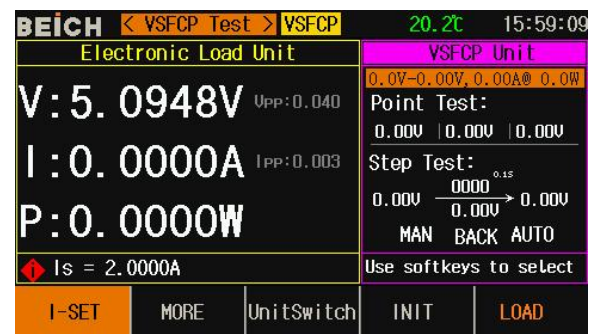 BEICH < VSFCP Test > VSFCP 20.2℃ 15:59:09
Electronic Load Unit
V:5.0948V Vpp:0.040
I:0.0000A Ipp:0.003
P:0.0000W
Is = 2.0000A
VSFCP Unit
0.0V-0.00V,0.00A@ 0.0W
Point Test:
0.00V |0.00V |0.00V
Step Test:
0.1S
0000
0.00V → 0.00V
0.00V
MAN BACK AUTO
Use softkeys to select
I-SET MORE UnitSwitch INIT LOAD